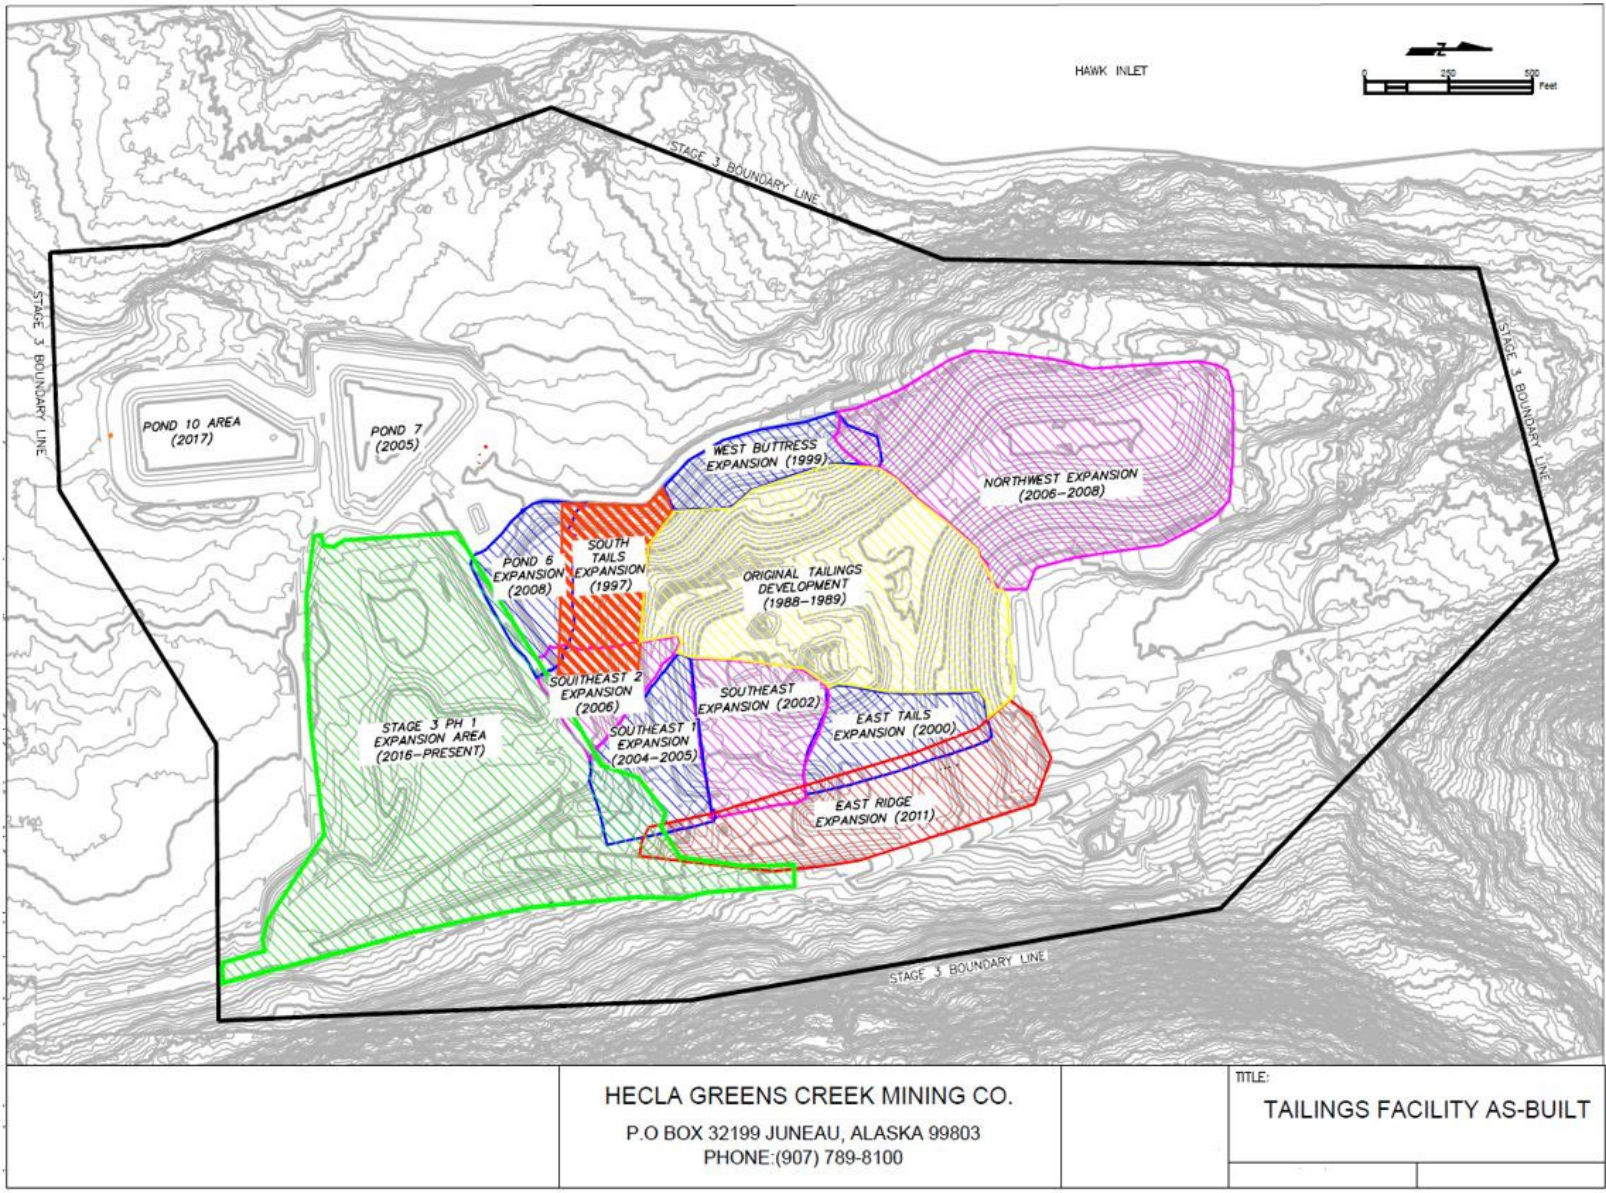 HAWK INLET
Z
0 250 500
Feet
STAGE 3 BOUNDARY LINE
STAGE 3 BOUNDARY LINE
STAGE 3 BOUNDARY LINE
POND 10 AREA
(2017)
POND 7
(2005)
WEST BUTTRESS
EXPANSION (1999)
NORTHWEST EXPANSION
(2006-2008)
POND 6
EXPANSION
(2008)
SOUTH
TAILS
EXPANSION
(1997)
ORIGINAL TAILINGS
DEVELOPMENT
(1988-1989)
SOUITHEAST 2
EXPANSION
(2006)
SOUTHEAST
EXPANSION (2002)
EAST TAILS
EXPANSION (2000)
STAGE 3 PH 1
EXPANSION AREA
(2016-PRESENT)
SOUTHEAST 1
EXPANSION
(2004-2005)
EAST RIDGE
EXPANSION (2011)
STAGE 3 BOUNDARY LINE
HECLA GREENS CREEK MINING CO.
P.O BOX 32199 JUNEAU, ALASKA 99803
PHONE:(907) 789-8100
TITLE:
TAILINGS FACILITY AS-BUILT